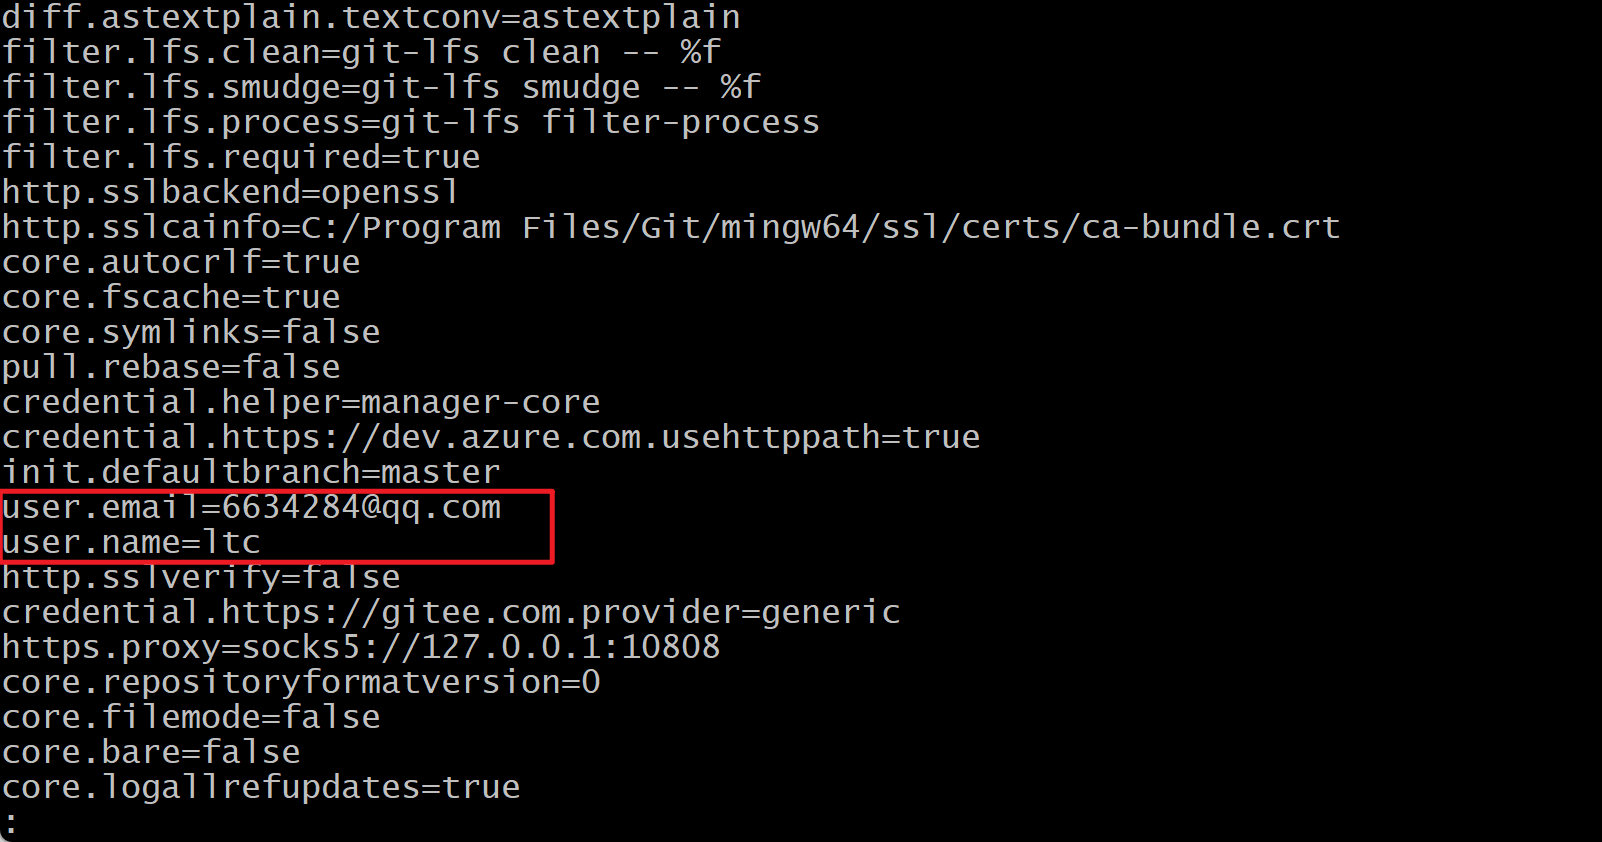 diff.astextplain.textconv=astextplain
filter.lfs.clean=git-lfs clean -- %f
filter.lfs.smudge=git-lfs smudge -- %f
filter.lfs.process=git-lfs filter-process
filter.lfs.required=true
http.sslbackend=openssl
http.sslcainfo=C:/Program Files/Git/mingw64/ssl/certs/ca-bundle.crt
core.autocrlf=true
core.fscache=true
core.symlinks=false
pull.rebase=false
credential.helper=manager-core
credential.https://dev.azure.com.usehttppath=true
init.defaultbranch=master
user.email=6634284@qq.com
user.name=ltc
http.sslverify=false
credential.https://gitee.com.provider=generic
https.proxy=socks5://127.0.0.1:10808
core.repositoryformatversion=0
core.filemode=false
core.bare=false
core.logallrefupdates=true
: